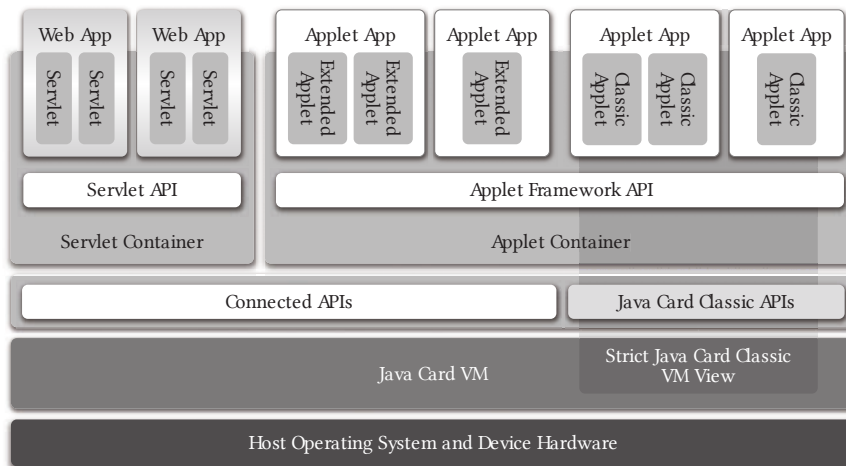 Web App
Web App
Applet App
Applet App
Applet App
Applet App
Servlet
Servlet
Servlet
Servlet
Extended
Applet
Extended
Applet
Extended
Applet
Classic
Applet
Classic
Applet
Classic
Applet
Servlet API
Applet Framework API
Servlet Container
Applet Container
Connected APIs
Java Card Classic APIs
Java Card VM
Strict Java Card Classic
VM View
Host Operating System and Device Hardware